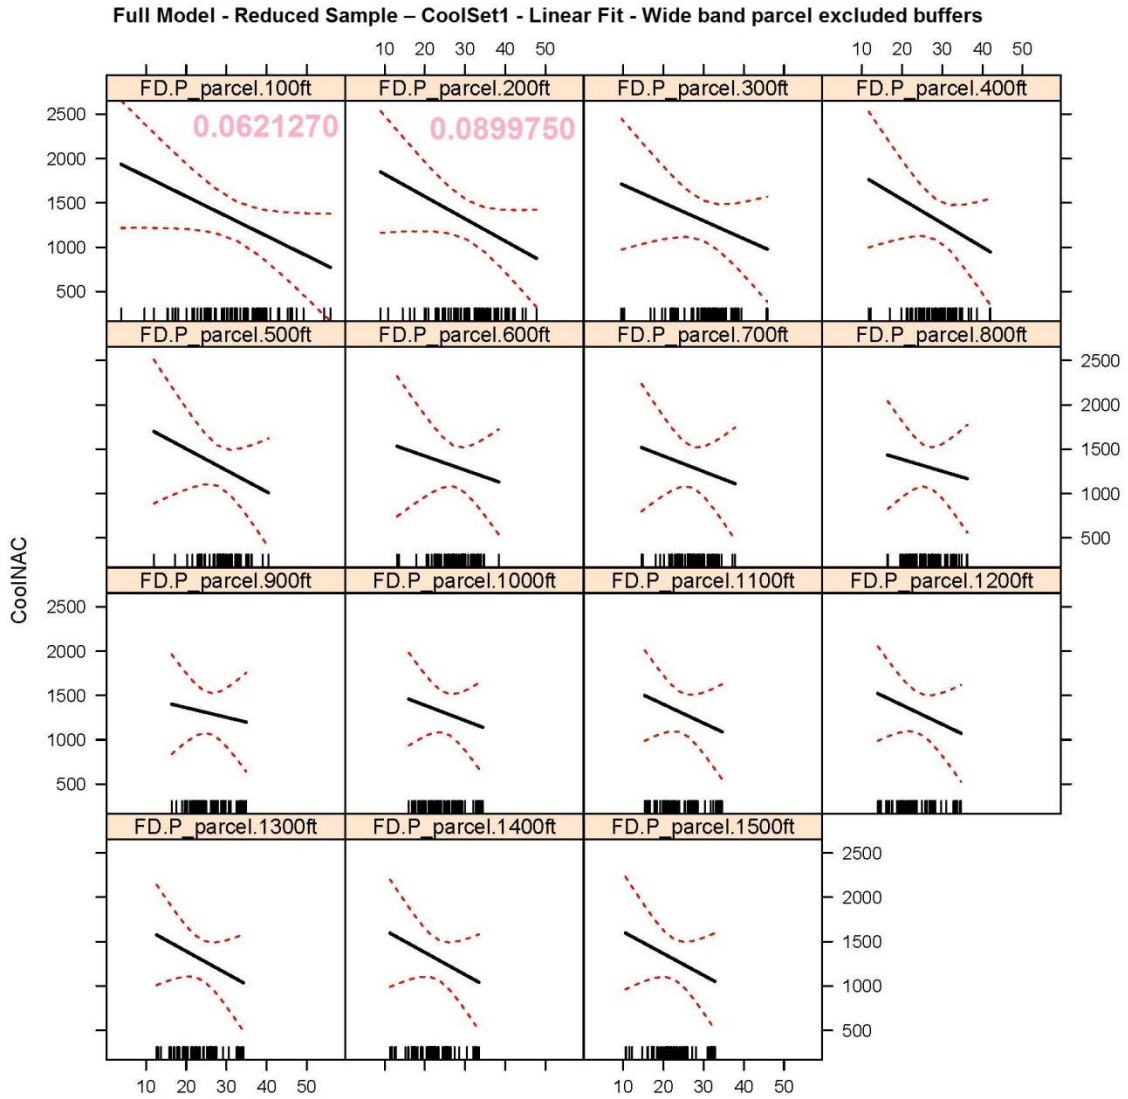 Full Model - Reduced Sample – CoolSet1 - Linear Fit - Wide band parcel excluded buffers
10 20 30 40 50 10 20 30 40 50
FD.P_parcel.100ft FD.P_parcel.200ft FD.P_parcel.300ft FD.P_parcel.400ft
0.0621270 0.0899750
2500
2000
1500
1000
500
FD.P_parcel.500ft FD.P_parcel.600ft FD.P_parcel.700ft FD.P_parcel.800ft
2500
2000
1500
1000
500
CoolNAC
FD.P_parcel.900ft FD.P_parcel.1000ft FD.P_parcel.1100ft FD.P_parcel.1200ft
2500
2000
1500
1000
500
FD.P_parcel.1300ft FD.P_parcel.1400ft FD.P_parcel.1500ft
2500
2000
1500
1000
500
10 20 30 40 50 10 20 30 40 50